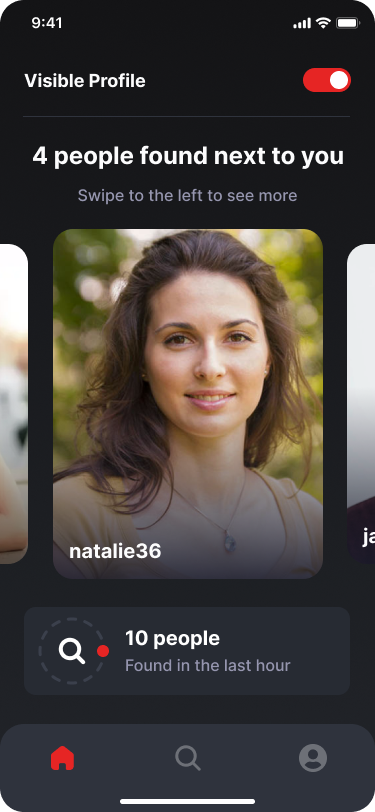 9:41
Visible Profile
4 people found next to you
Swipe to the left to see more
natalie36
ja
10 people
Found in the last hour